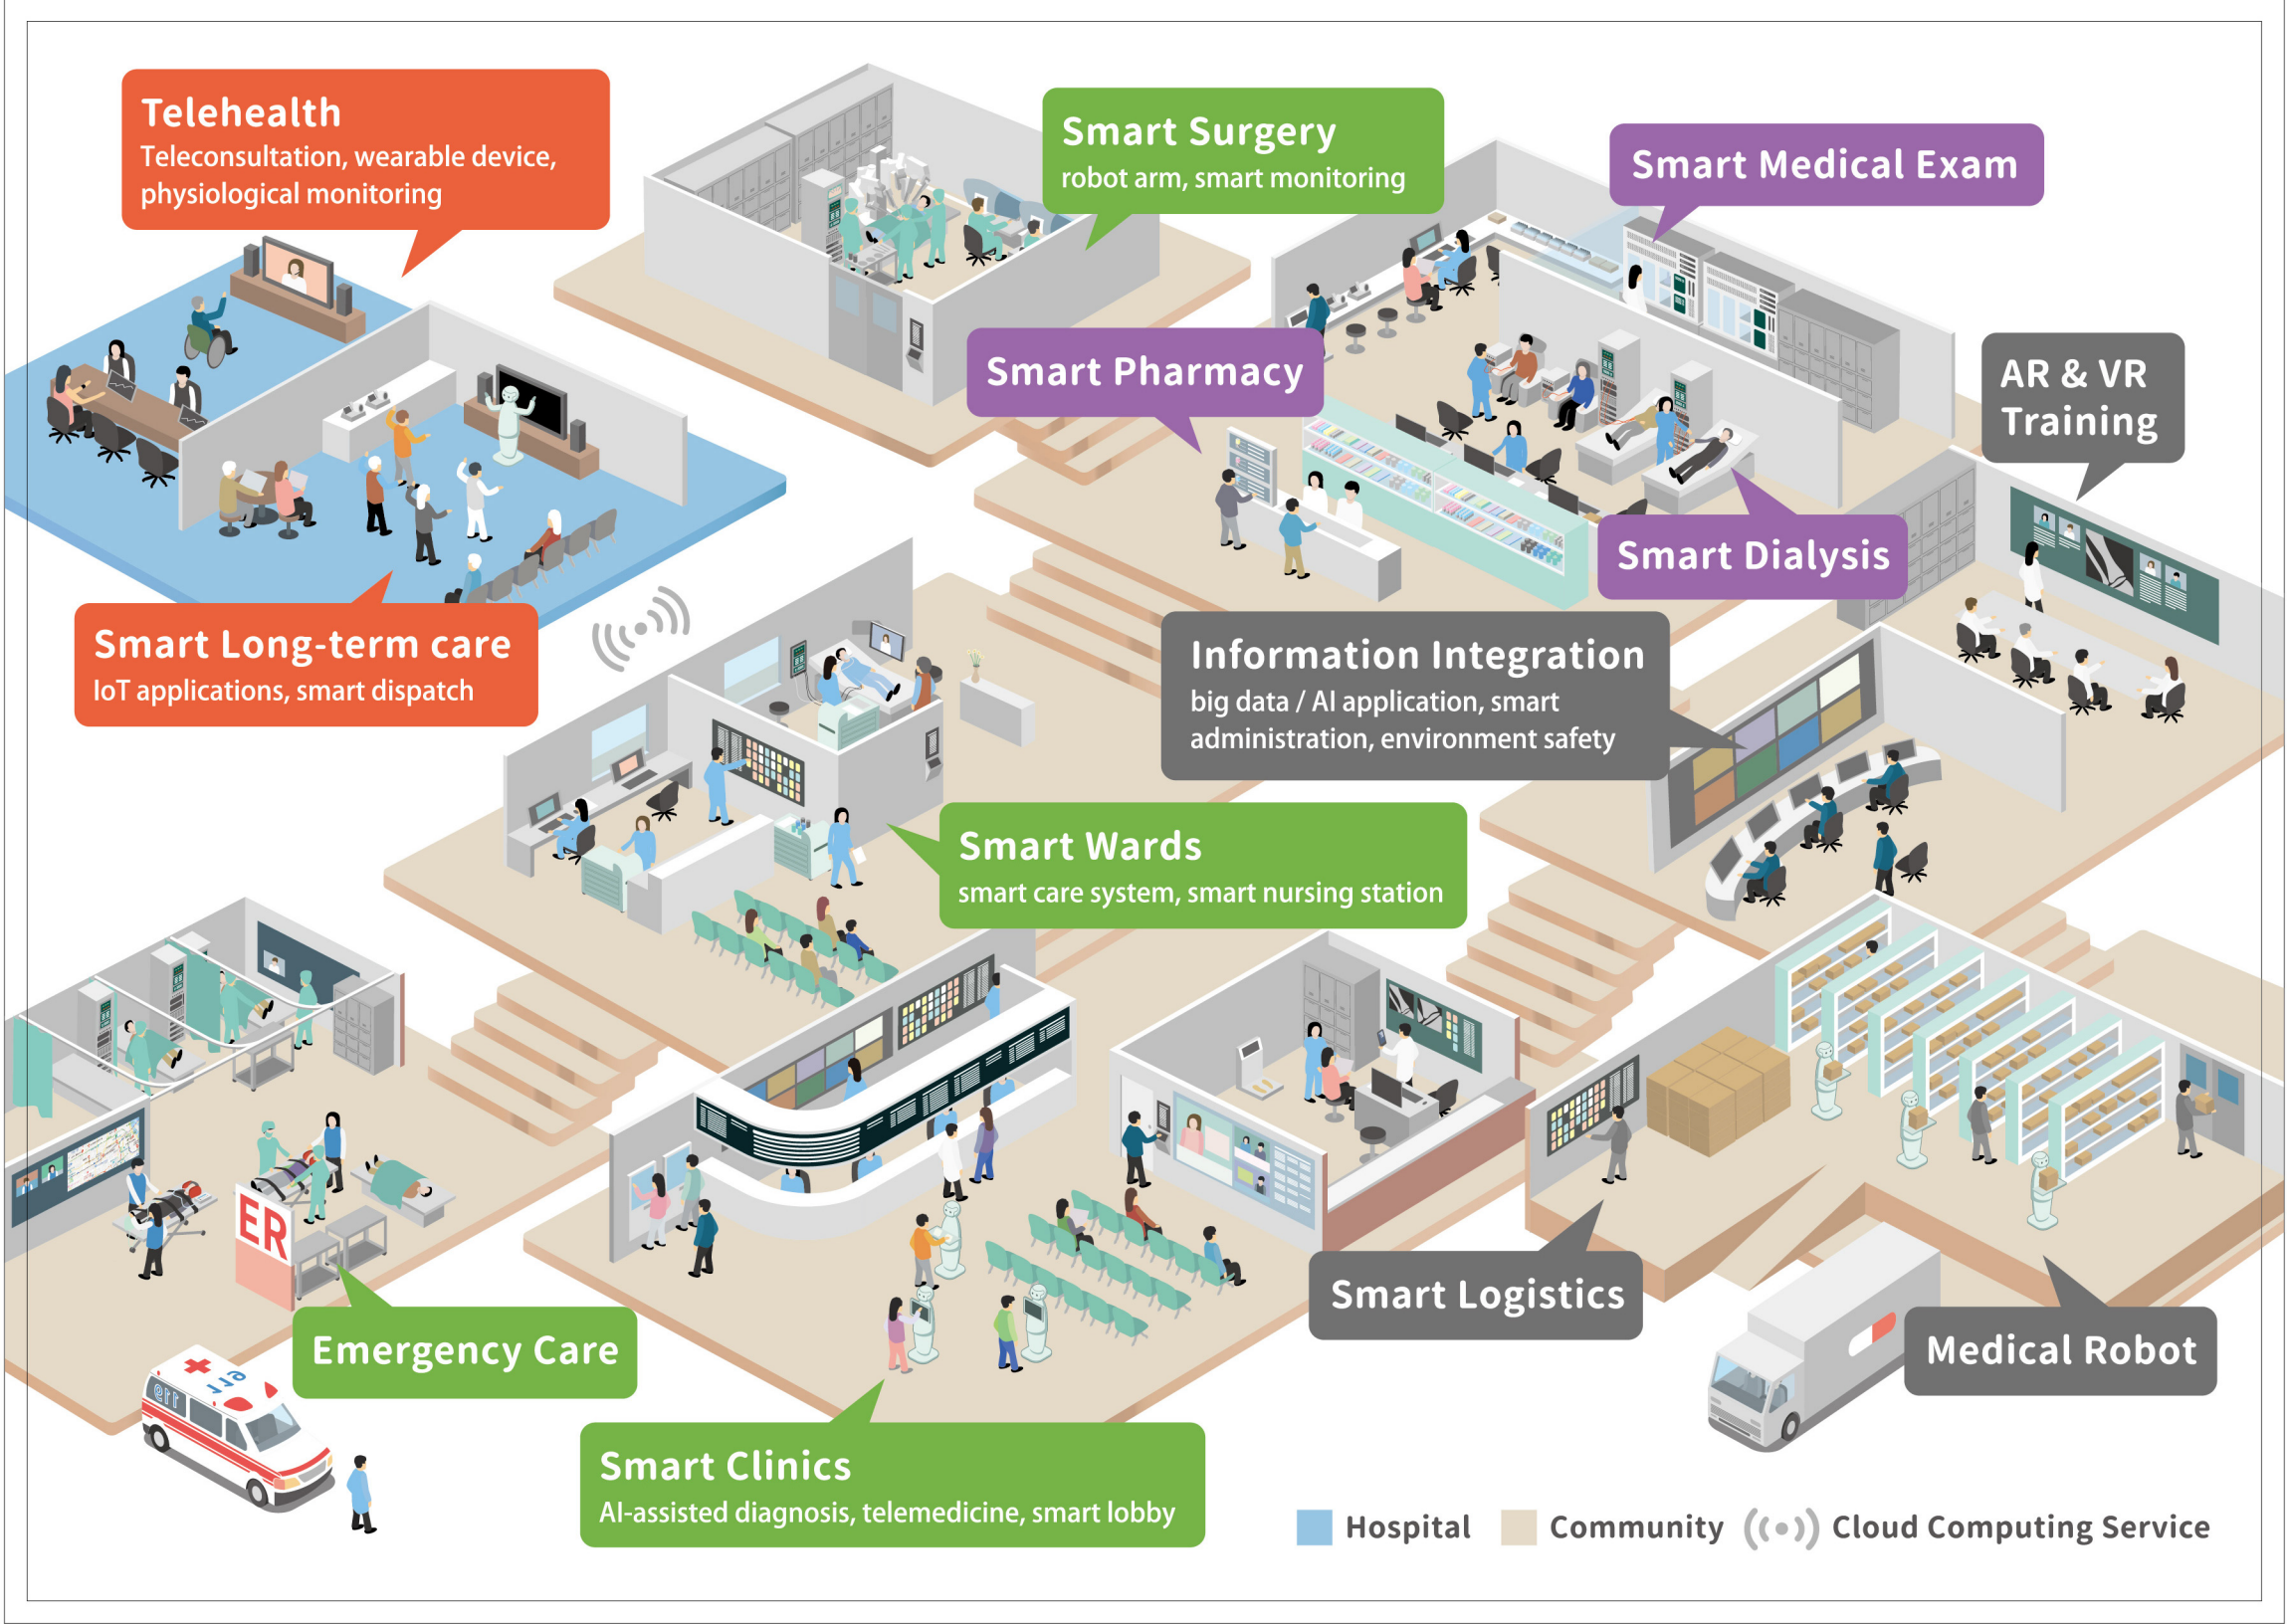 Telehealth
Teleconsultation, wearable device,
physiological monitoring
Smart Surgery
robot arm, smart monitoring
Smart Medical Exam
Smart Pharmacy
AR & VR
Training
Smart Dialysis
Smart Long-term care
IoT applications, smart dispatch
Information Integration
big data / AI application, smart
administration, environment safety
Smart Wards
smart care system, smart nursing station
ER
Emergency Care
119
119
Smart Logistics
Medical Robot
Smart Clinics
AI-assisted diagnosis, telemedicine, smart lobby
Hospital
Community
Cloud Computing Service